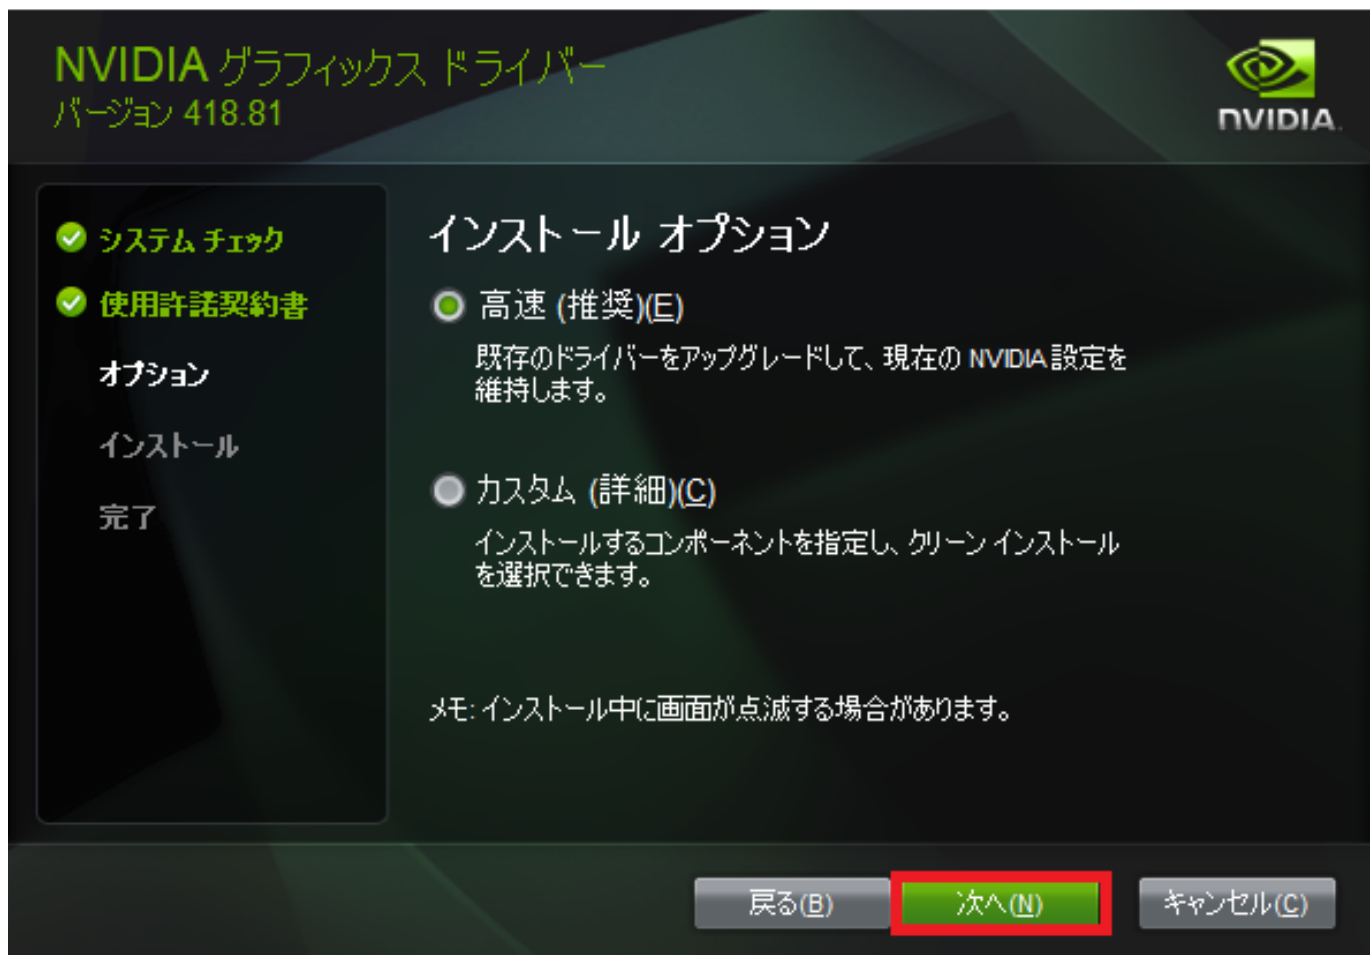 NVIDIA グラフィックス ドライバー
バージョン 418.81
NVIDIA.
システム チェック
使用許諾契約書
オプション
インストール
完了
インストール オプション
高速 (推奨)(E)
既存のドライバーをアップグレードして、現在の NVIDIA 設定を
維持します。
カスタム (詳細)(C)
インストールするコンポーネントを指定し、クリーン インストール
を選択できます。
メモ: インストール中に画面が点滅する場合があります。
戻る(B)
次へ(N)
キャンセル(C)